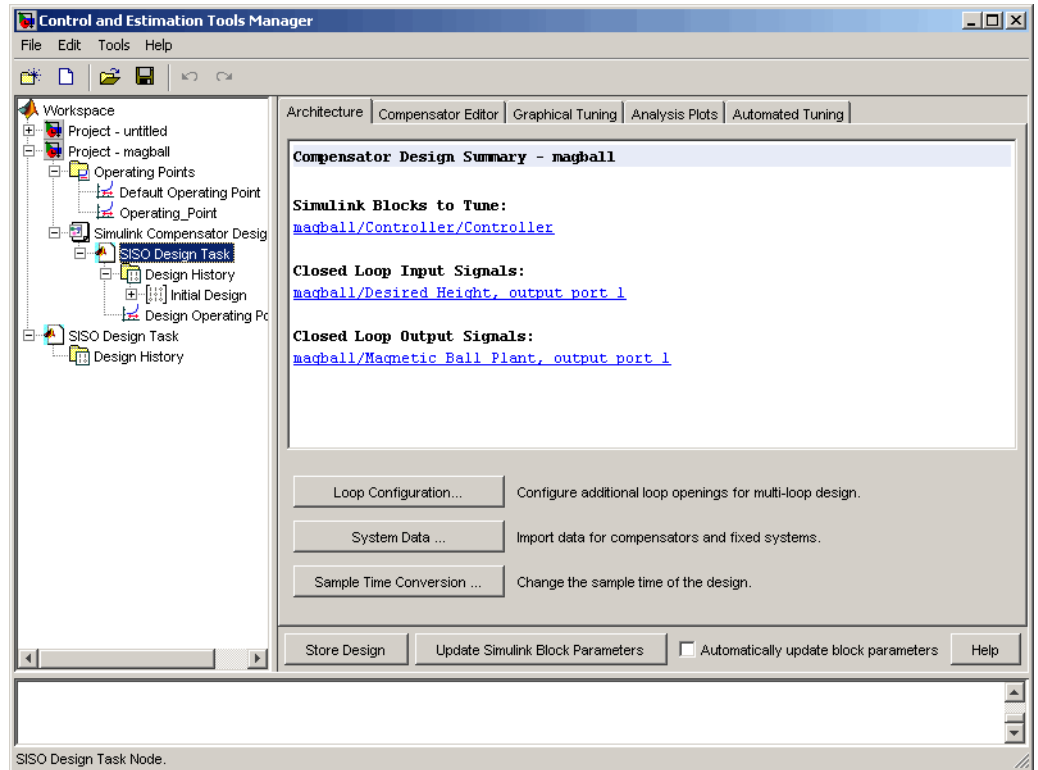 Control and Estimation Tools Manager
File Edit Tools Help
Workspace
Project - untitled
Project - magball
Operating Points
Default Operating Point
Operating_Point
Simulink Compensator Desig
SISO Design Task
Design History
Initial Design
Design Operating Po
SISO Design Task
Design History
Architecture Compensator Editor Graphical Tuning Analysis Plots Automated Tuning
Compensator Design Summary - magball
Simulink Blocks to Tune:
magball/Controller/Controller
Closed Loop Input Signals:
magball/Desired Height, output port 1
Closed Loop Output Signals:
magball/Magnetic Ball Plant, output port 1
Loop Configuration... Configure additional loop openings for multi-loop design.
System Data ... Import data for compensators and fixed systems.
Sample Time Conversion ... Change the sample time of the design.
Store Design Update Simulink Block Parameters Automatically update block parameters Help
SISO Design Task Node.